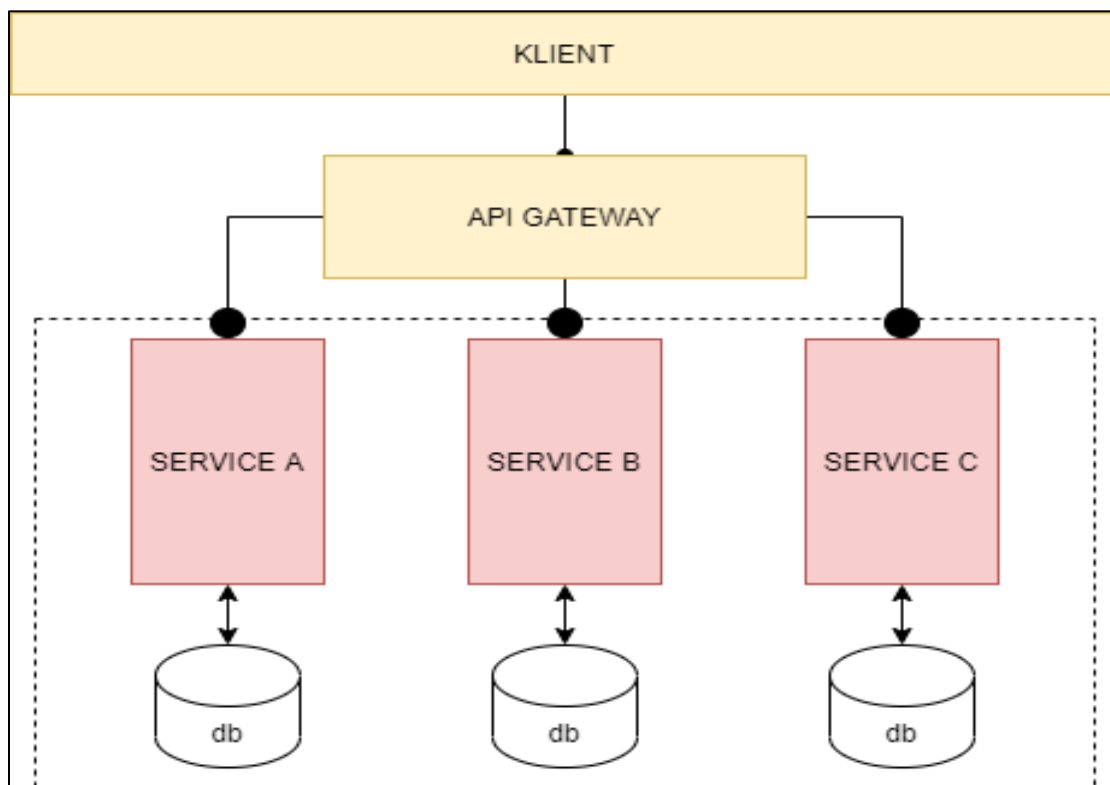 KLIENT
API GATEWAY
SERVICE A
SERVICE B
SERVICE C
db
db
db